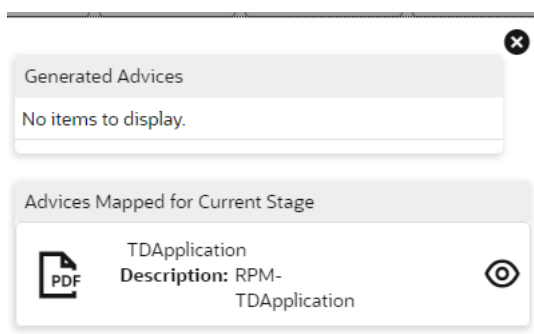 Generated Advices
No items to display.
Advices Mapped for Current Stage
TDApplication
PDF
Description: RPM-
TDApplication